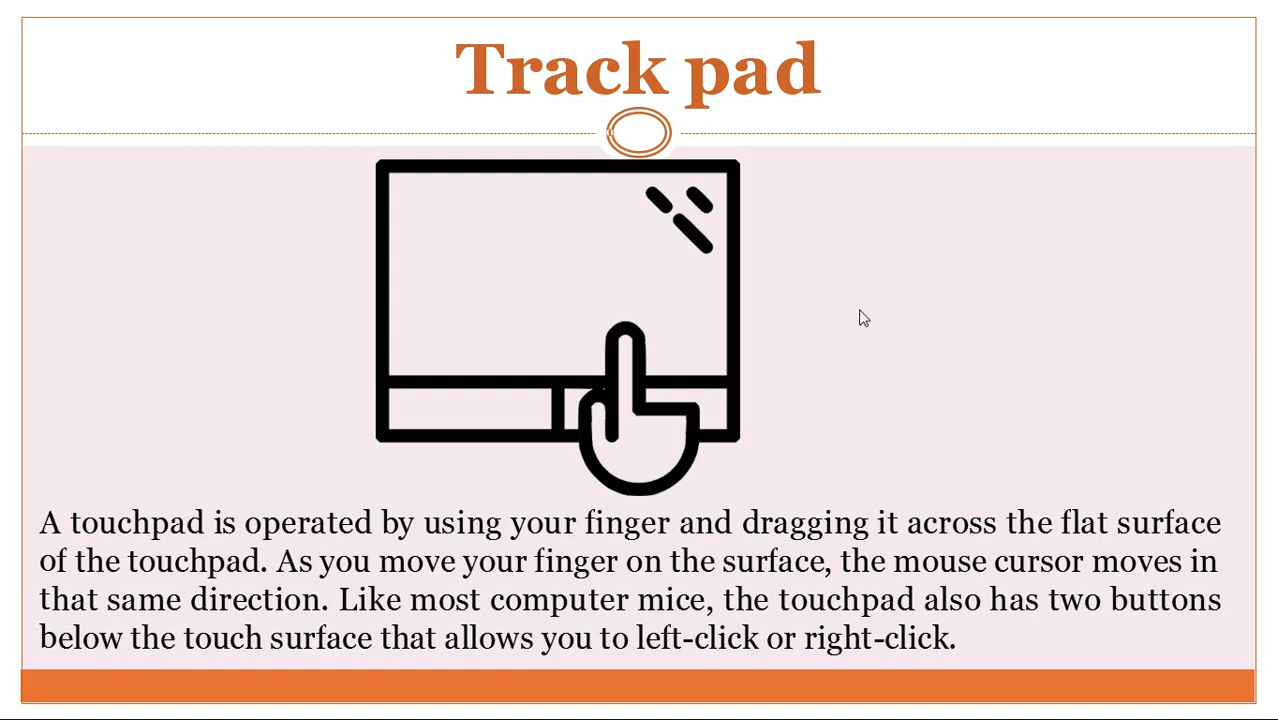 Track pad
A touchpad is operated by using your finger and dragging it across the flat surface
of the touchpad. As you move your finger on the surface, the mouse cursor moves in
that same direction. Like most computer mice, the touchpad also has two buttons
below the touch surface that allows you to left-click or right-click.